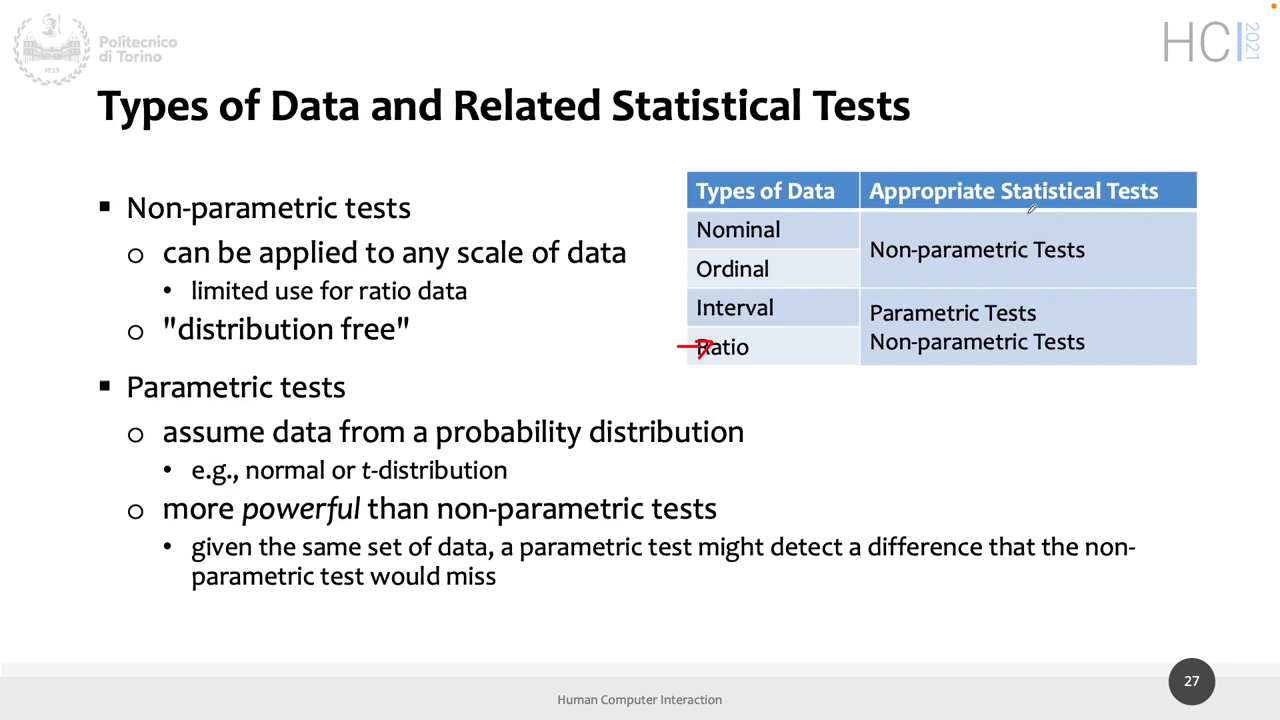 Politecnico
di Torino
1859
HCI 2021
Types of Data and Related Statistical Tests
▪ Non-parametric tests
o can be applied to any scale of data
• limited use for ratio data
o "distribution free"
▪ Parametric tests
o assume data from a probability distribution
• e.g., normal or t-distribution
o more powerful than non-parametric tests
• given the same set of data, a parametric test might detect a difference that the non-
parametric test would miss
Types of Data Appropriate Statistical Tests
Nominal
Non-parametric Tests
Ordinal
Interval
Parametric Tests
Ratio
Non-parametric Tests
Human Computer Interaction
27